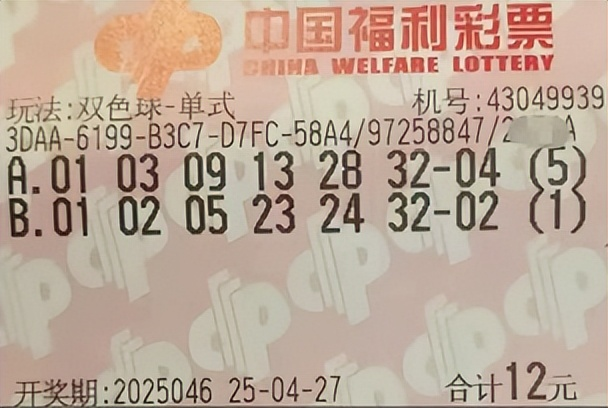 中国福利彩票
CHINA WELFARE LOTTERY
玩法:双色球-单式 机号:43049939
3DAA-6199-B3C7-D7FC-58A4/97258847/2 A
A.01 03 09 13 28 32-04 (5)
B.01 02 05 23 24 32-02 (1)
开奖期:2025046 25-04-27 合计12元